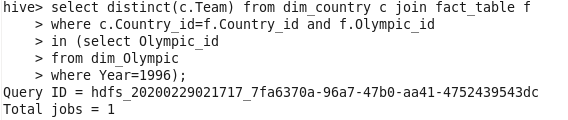 hive> select distinct(c.Team) from dim_country c join fact_table f
> where c.Country_id=f.Country_id and f.Olympic_id
> in (select Olympic_id
> from dim_Olympic
> where Year=1996);
Query ID = hdfs_20200229021717_7fa6370a-96a7-47b0-aa41-4752439543dc
Total jobs = 1